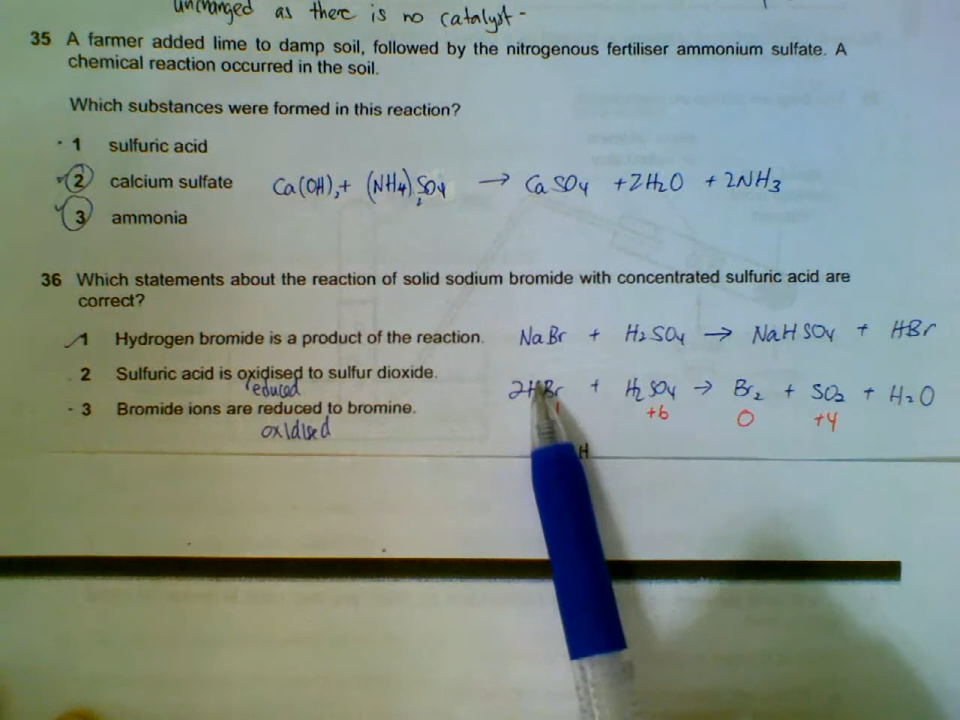 unchanged as there is no catalyst -
35 A farmer added lime to damp soil, followed by the nitrogenous fertiliser ammonium sulfate. A
chemical reaction occurred in the soil.
Which substances were formed in this reaction?
1 sulfuric acid
2 calcium sulfate Ca(OH)₂ + (NH₄)₂SO₄ → CaSO₄ + 2H₂O + 2NH₃
3 ammonia
36 Which statements about the reaction of solid sodium bromide with concentrated sulfuric acid are
correct?
1 Hydrogen bromide is a product of the reaction. NaBr + H₂SO₄ → NaHSO₄ + HBr
2 Sulfuric acid is oxidised to sulfur dioxide. 2HBr + H₂SO₄ → Br₂ + SO₂ + H₂O
reduced
+6 0 +4
3 Bromide ions are reduced to bromine.
oxidised
H